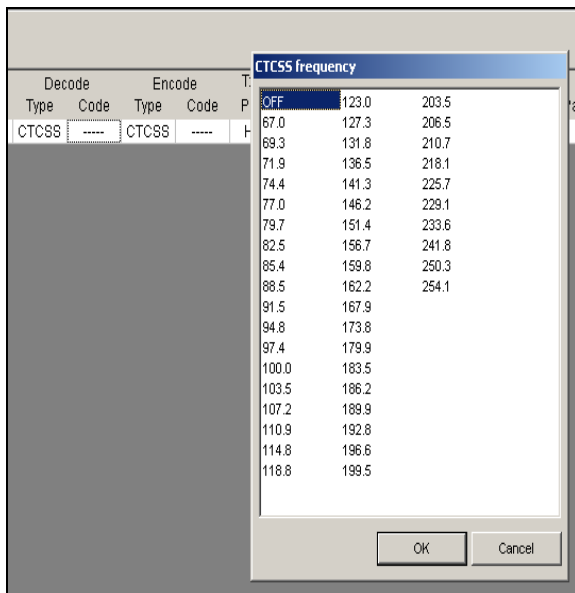 CTCSS frequency
Decode Encode
Type Code Type Code
CTCSS ----- CTCSS ----- H
OFF 123.0 203.5
67.0 127.3 206.5
69.3 131.8 210.7
71.9 136.5 218.1
74.4 141.3 225.7
77.0 146.2 229.1
79.7 151.4 233.6
82.5 156.7 241.8
85.4 159.8 250.3
88.5 162.2 254.1
91.5 167.9
94.8 173.8
97.4 179.9
100.0 183.5
103.5 186.2
107.2 189.9
110.9 192.8
114.8 196.6
118.8 199.5
OK Cancel